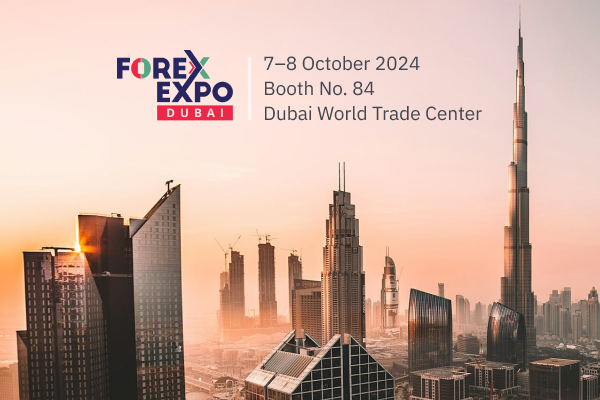 FOREX
EXPO
DUBAI
7–8 October 2024
Booth No. 84
Dubai World Trade Center